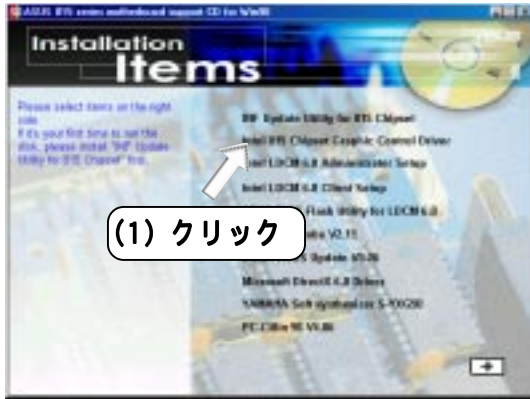 ASUS 815 series motherboard support CD for Win98
Installation
Items
Please select items on the right
side.
If it's your first time to run the
disk, please install "INF Update
Utility for 815 Chipset" first.
INF Update Utility for 815 Chipset
Intel 815 Chipset Graphic Control Driver
Intel LDCM 6.0 Administrator Setup
Intel LDCM 6.0 Client Setup
Flash Utility for LDCM 6.0
(1) クリック
Probe V2.11
Update
Microsoft DirectX Driver
YAMAHA Soft synthesizer S-YXG50
PC-Cillin 98